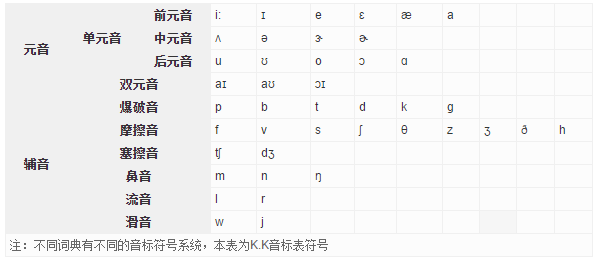 元音 单元音 前元音 i: ɪ e ɛ æ a
中元音 ʌ ə ɝ ɚ
后元音 u ʊ o ɔ ɑ
双元音 aɪ aʊ ɔɪ
辅音 爆破音 p b t d k g
摩擦音 f v s ʃ θ z ʒ ð h
塞擦音 tʃ dʒ
鼻音 m n ŋ
流音 l r
滑音 w j
注：不同词典有不同的音标符号系统，本表为K.K音标表符号